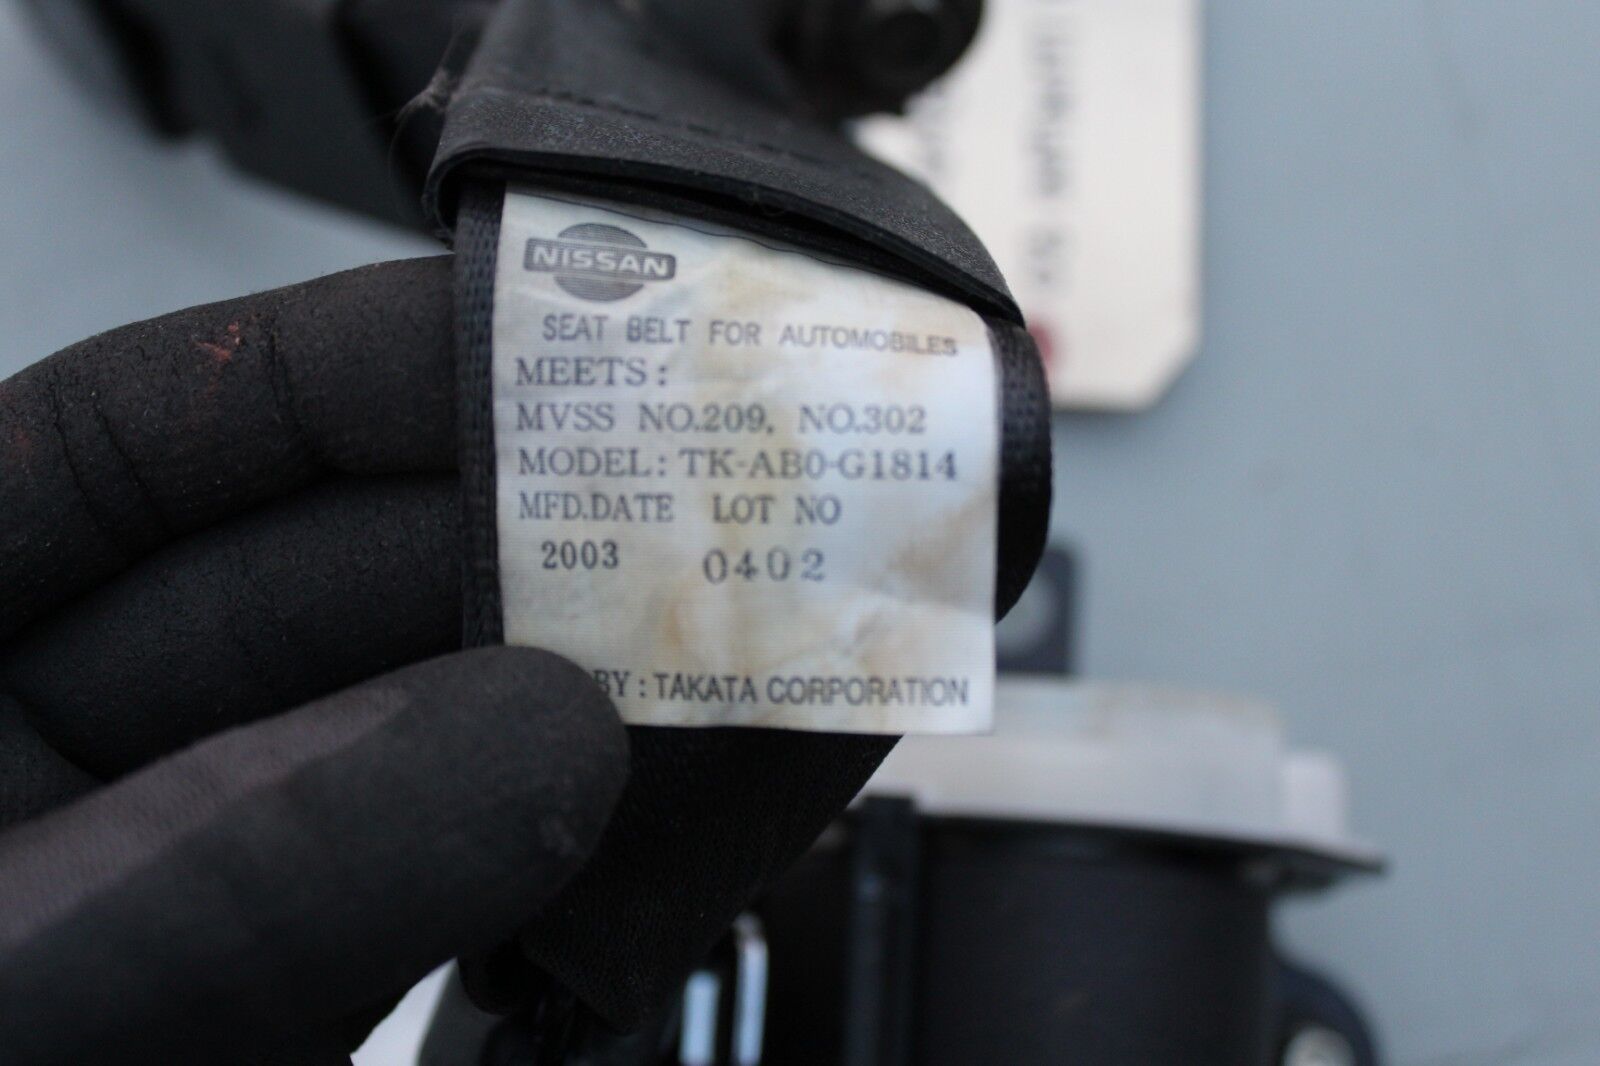 NISSAN
SEAT BELT FOR AUTOMOBILES
MEETS:
MVSS NO.209, NO.302
MODEL: TK-AB0-G1814
MFD.DATE LOT NO
2003 0402
BY: TAKATA CORPORATION